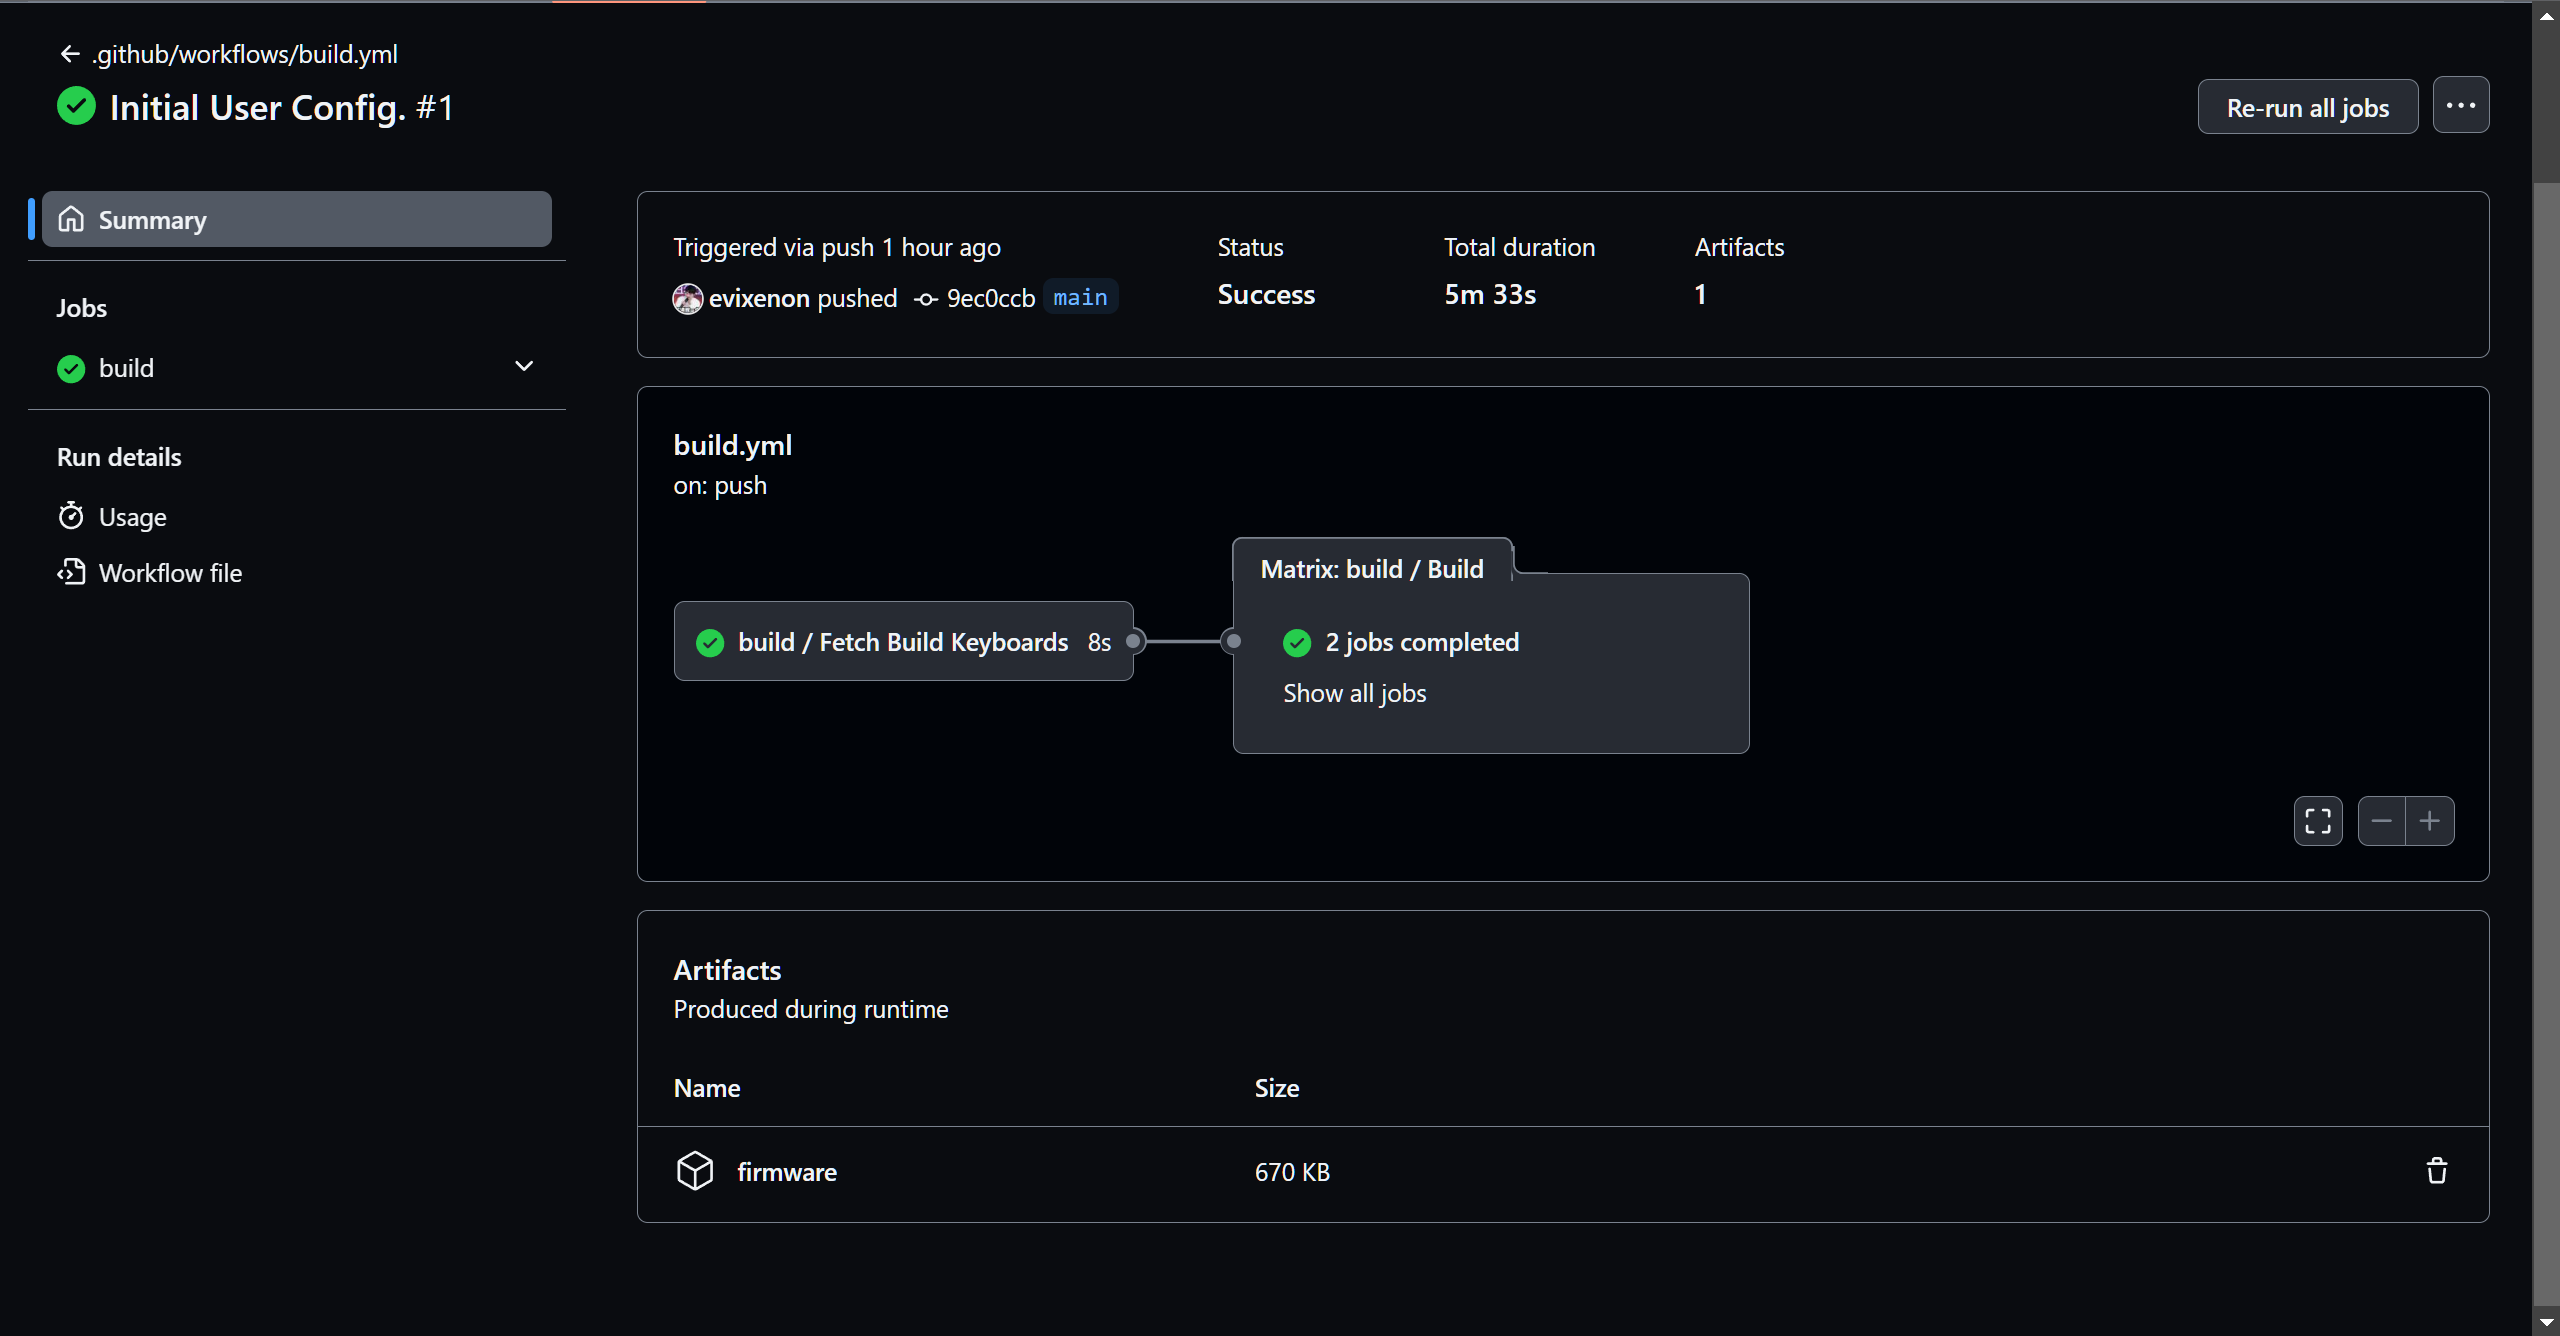 .github/workflows/build.yml
Initial User Config. #1
Re-run all jobs
Summary
Jobs
build
Run details
Usage
Workflow file
Triggered via push 1 hour ago
evixenon pushed 9ec0ccb main
Status
Success
Total duration
5m 33s
Artifacts
1
build.yml
on: push
build / Fetch Build Keyboards 8s
Matrix: build / Build
2 jobs completed
Show all jobs
Artifacts
Produced during runtime
Name Size
firmware 670 KB